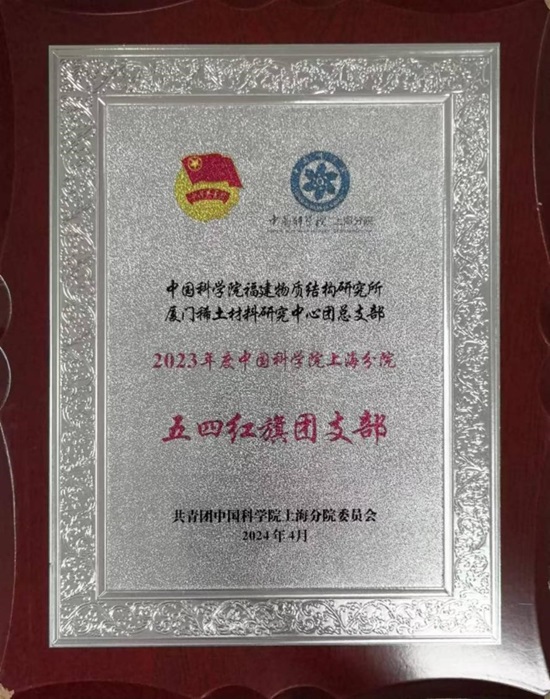 中国科学院 上海分院
中国科学院福建物质结构研究所
厦门稀土材料研究中心团总支部
2023年度中国科学院上海分院
五四红旗团支部
共青团中国科学院上海分院委员会
2024年4月